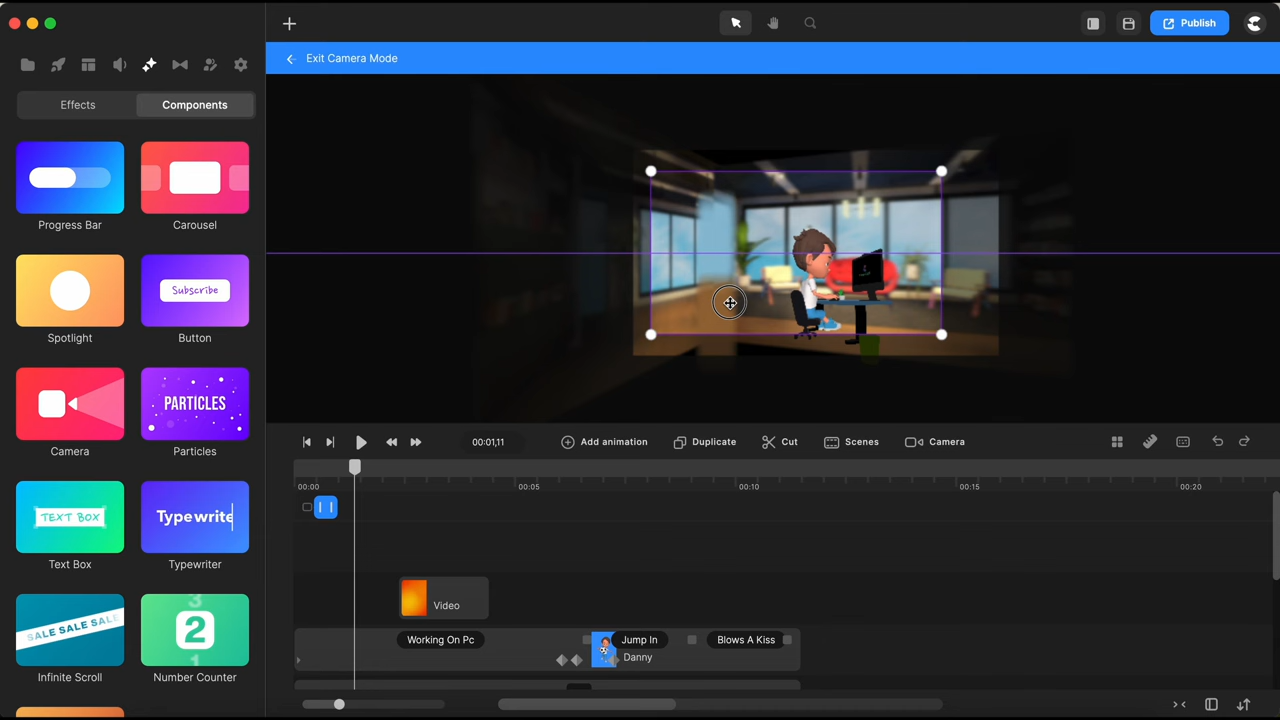 Publish
Exit Camera Mode
Effects
Components
Progress Bar
Carousel
Spotlight
Subscribe
Button
Camera
PARTICLES
Particles
TEXT BOX
Text Box
Typewrite
Typewriter
SALE SALE SALE
Infinite Scroll
3
2
1
Number Counter
00:01,11
Add animation
Duplicate
Cut
Scenes
Camera
00:00
00:05
00:10
00:15
00:20
Video
Working On Pc
Jump In
Blows A Kiss
Danny